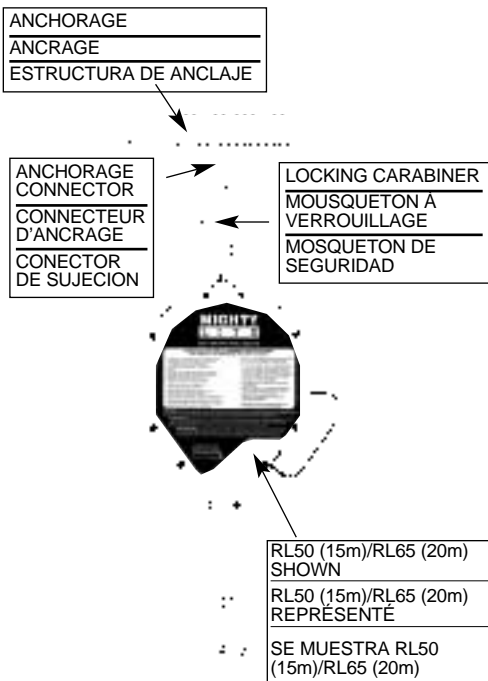 ANCHORAGE
ANCRAGE
ESTRUCTURA DE ANCLAJE
ANCHORAGE
CONNECTOR
CONNECTEUR
D'ANCRAGE
CONECTOR
DE SUJECION
LOCKING CARABINER
MOUSQUETON À
VERROUILLAGE
MOSQUETON DE
SEGURIDAD
MIGHTY
RL50 (15m)/RL65 (20m)
SHOWN
RL50 (15m)/RL65 (20m)
REPRÉSENTÉ
SE MUESTRA RL50
(15m)/RL65 (20m)